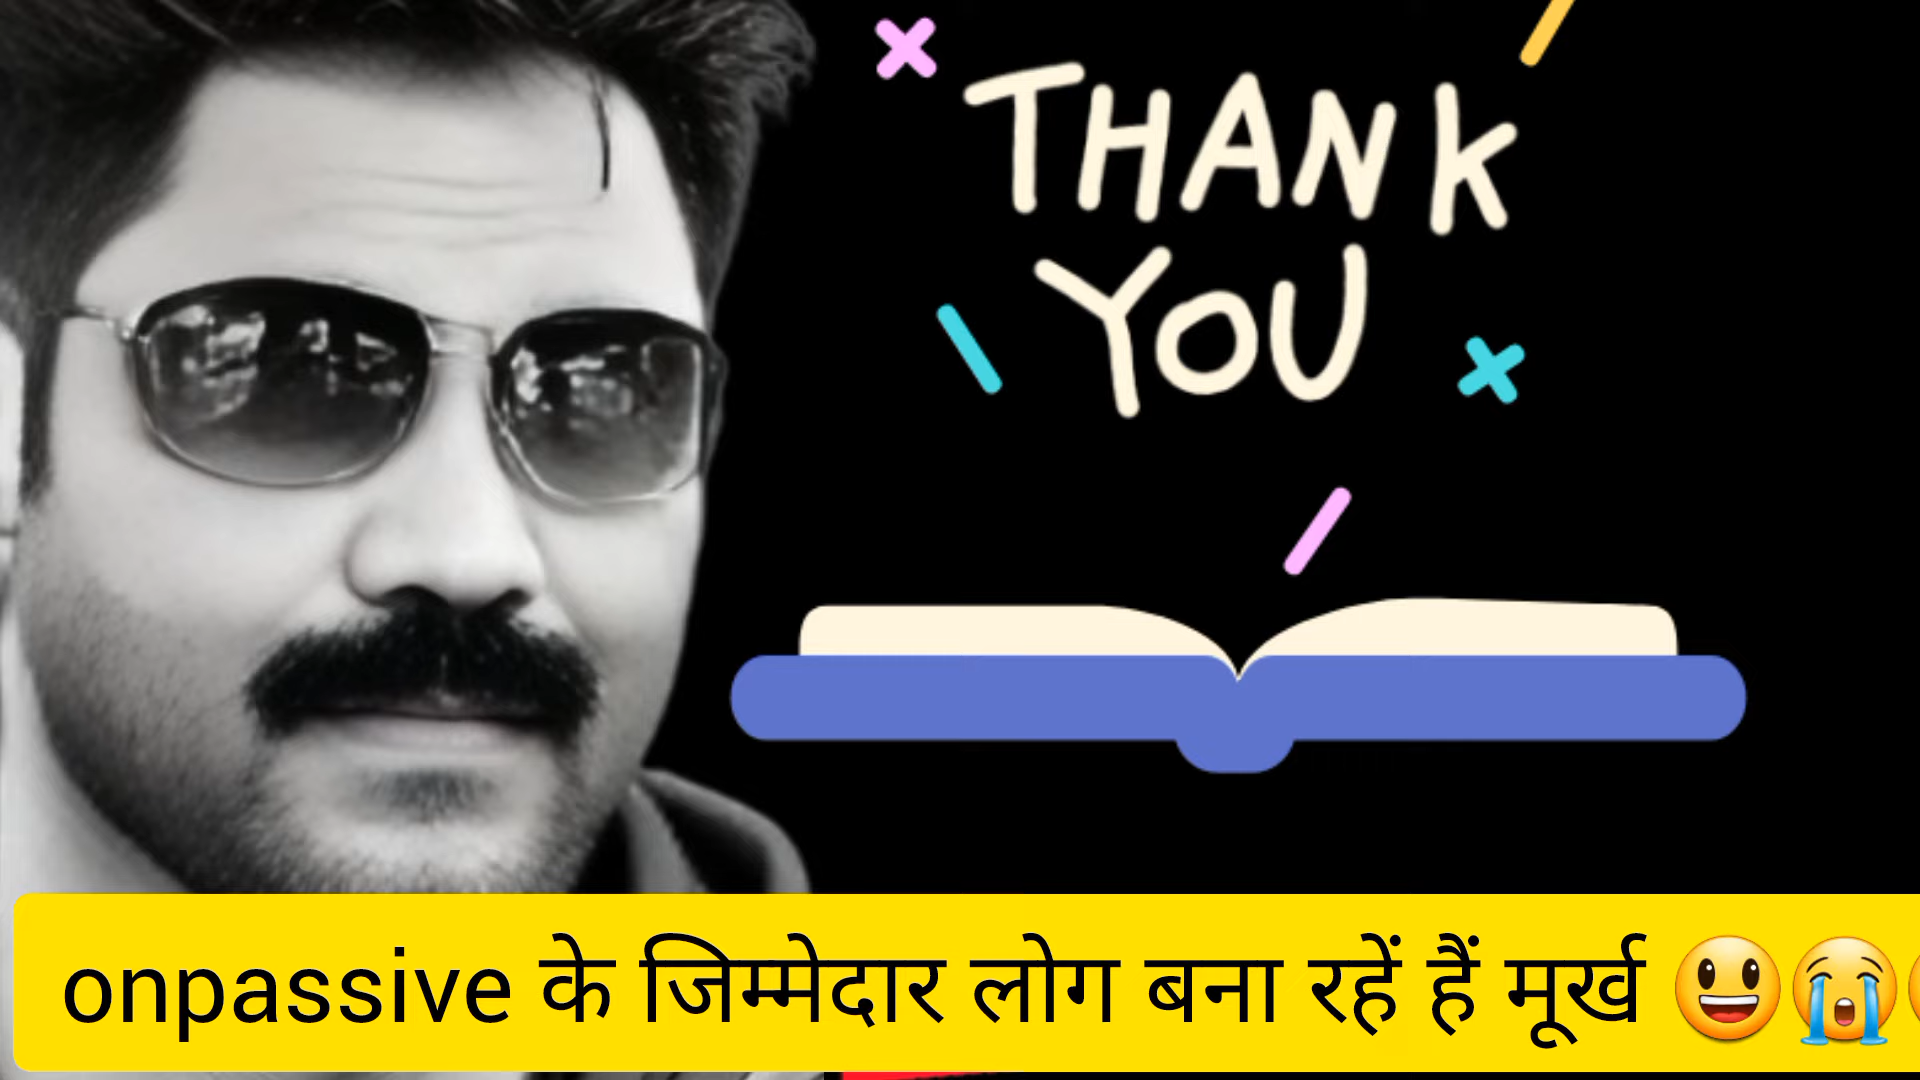 THANK
YOU
onpassive के जिम्मेदार लोग बना रहें हैं मूर्ख 😃😭